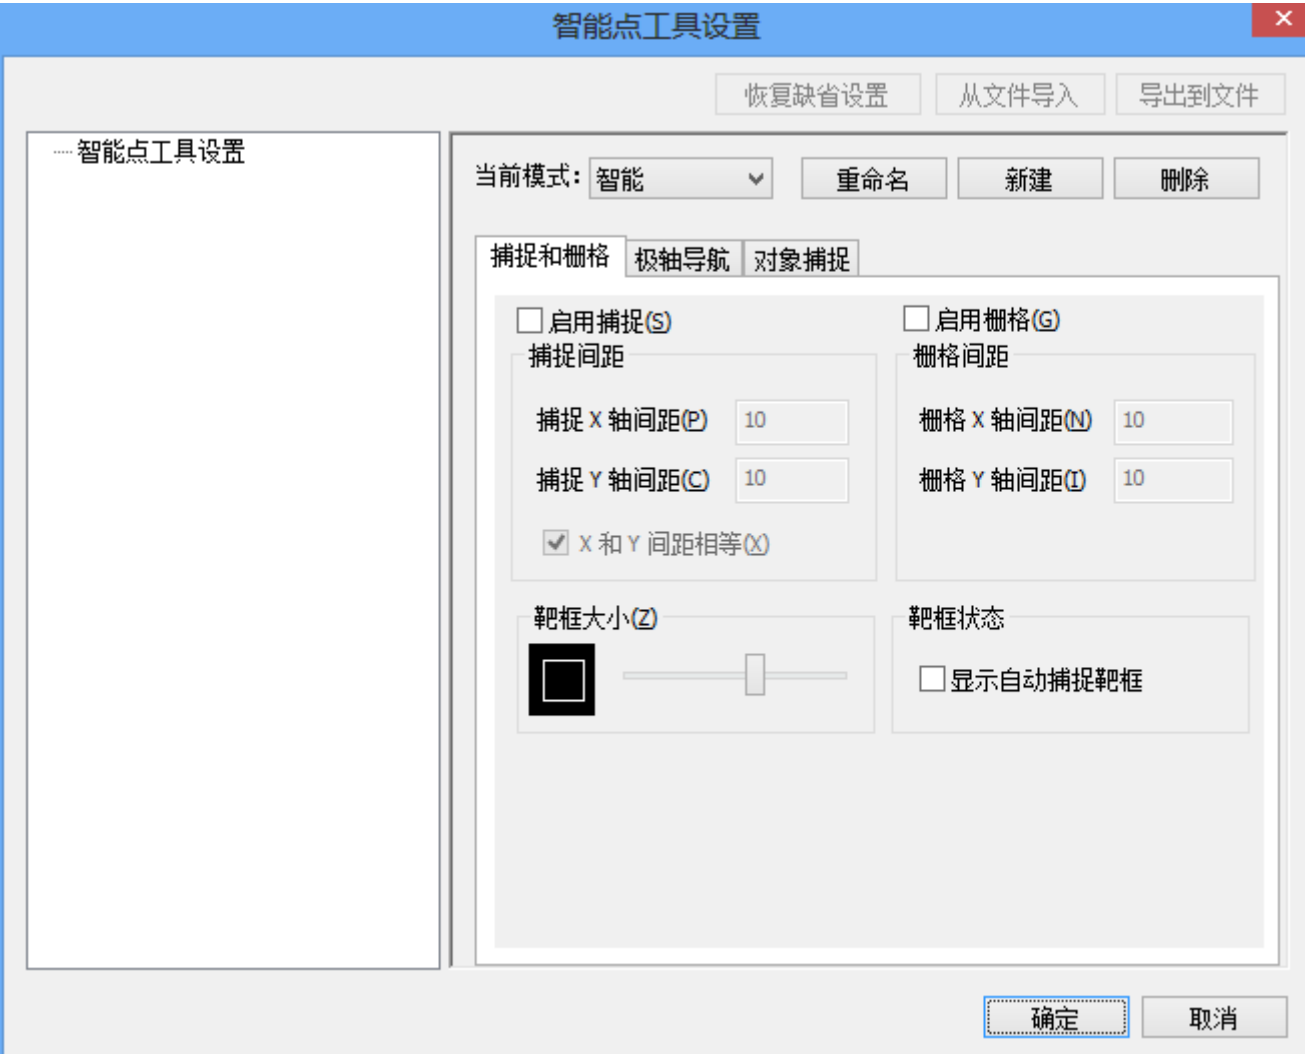 智能点工具设置
恢复缺省设置 从文件导入 导出到文件
智能点工具设置
当前模式: 智能 重命名 新建 删除
捕捉和栅格 极轴导航 对象捕捉
启用捕捉(S) 启用栅格(G)
捕捉间距 栅格间距
捕捉 X 轴间距(P) 10 栅格 X 轴间距(N) 10
捕捉 Y 轴间距(C) 10 栅格 Y 轴间距(I) 10
X 和 Y 间距相等(X)
靶框大小(Z) 靶框状态
显示自动捕捉靶框
确定 取消